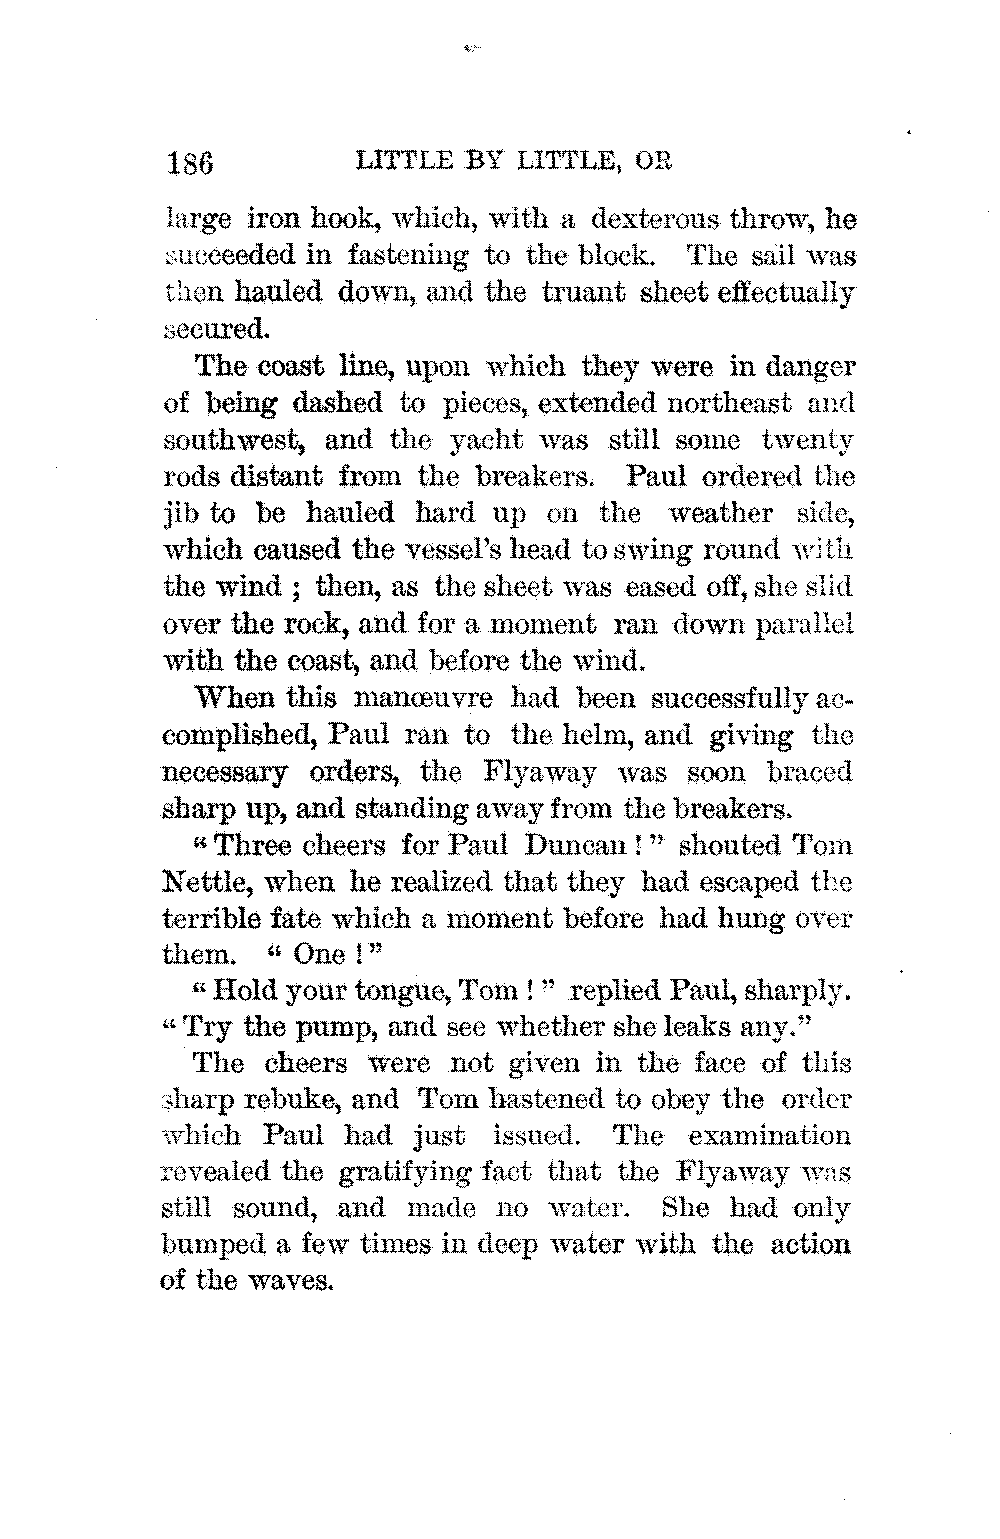 186 LITTLE BY LITTLE, OR
large iron hook, which, with a dexterous throw, he
succeeded in fastening to the block. The sail was
then hauled down, and the truant sheet effectually
secured.
The coast line, upon which they were in danger
of being dashed to pieces, extended northeast and
southwest, and the yacht was still some twenty
rods distant from the breakers. Paul ordered the
jib to be hauled hard up on the weather side,
which caused the vessel's head to swing round with
the wind ; then, as the sheet was eased off, she slid
over the rock, and for a moment ran down parallel
with the coast, and before the wind.
When this manœuvre had been successfully ac-
complished, Paul ran to the helm, and giving the
necessary orders, the Flyaway was soon braced
sharp up, and standing away from the breakers.
“ Three cheers for Paul Duncan ! ” shouted Tom
Nettle, when he realized that they had escaped the
terrible fate which a moment before had hung over
them. “ One ! ”
“ Hold your tongue, Tom ! ” replied Paul, sharply.
“ Try the pump, and see whether she leaks any.”
The cheers were not given in the face of this
sharp rebuke, and Tom hastened to obey the order
which Paul had just issued. The examination
revealed the gratifying fact that the Flyaway was
still sound, and made no water. She had only
bumped a few times in deep water with the action
of the waves.